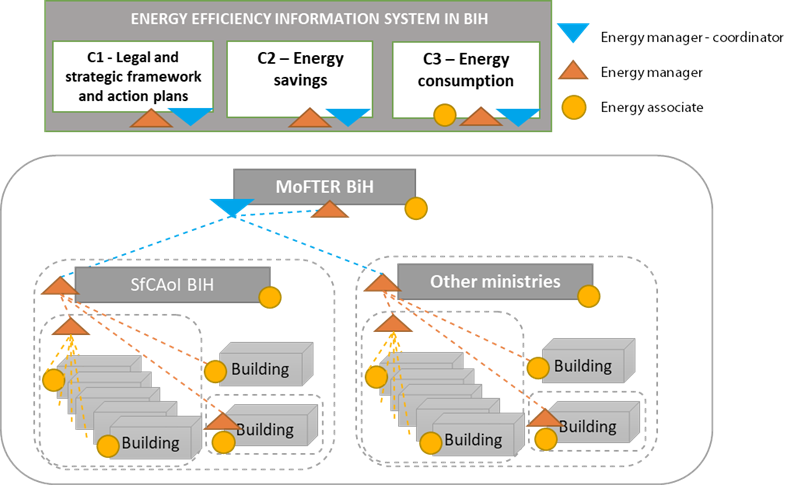 ENERGY EFFICIENCY INFORMATION SYSTEM IN BIH
C1 - Legal and
strategic framework
and action plans
C2 – Energy
savings
C3 – Energy
consumption
Energy manager - coordinator
Energy manager
Energy associate
MoFTER BiH
SfCAoI BIH
Other ministries
Building
Building
Building
Building
Building
Building